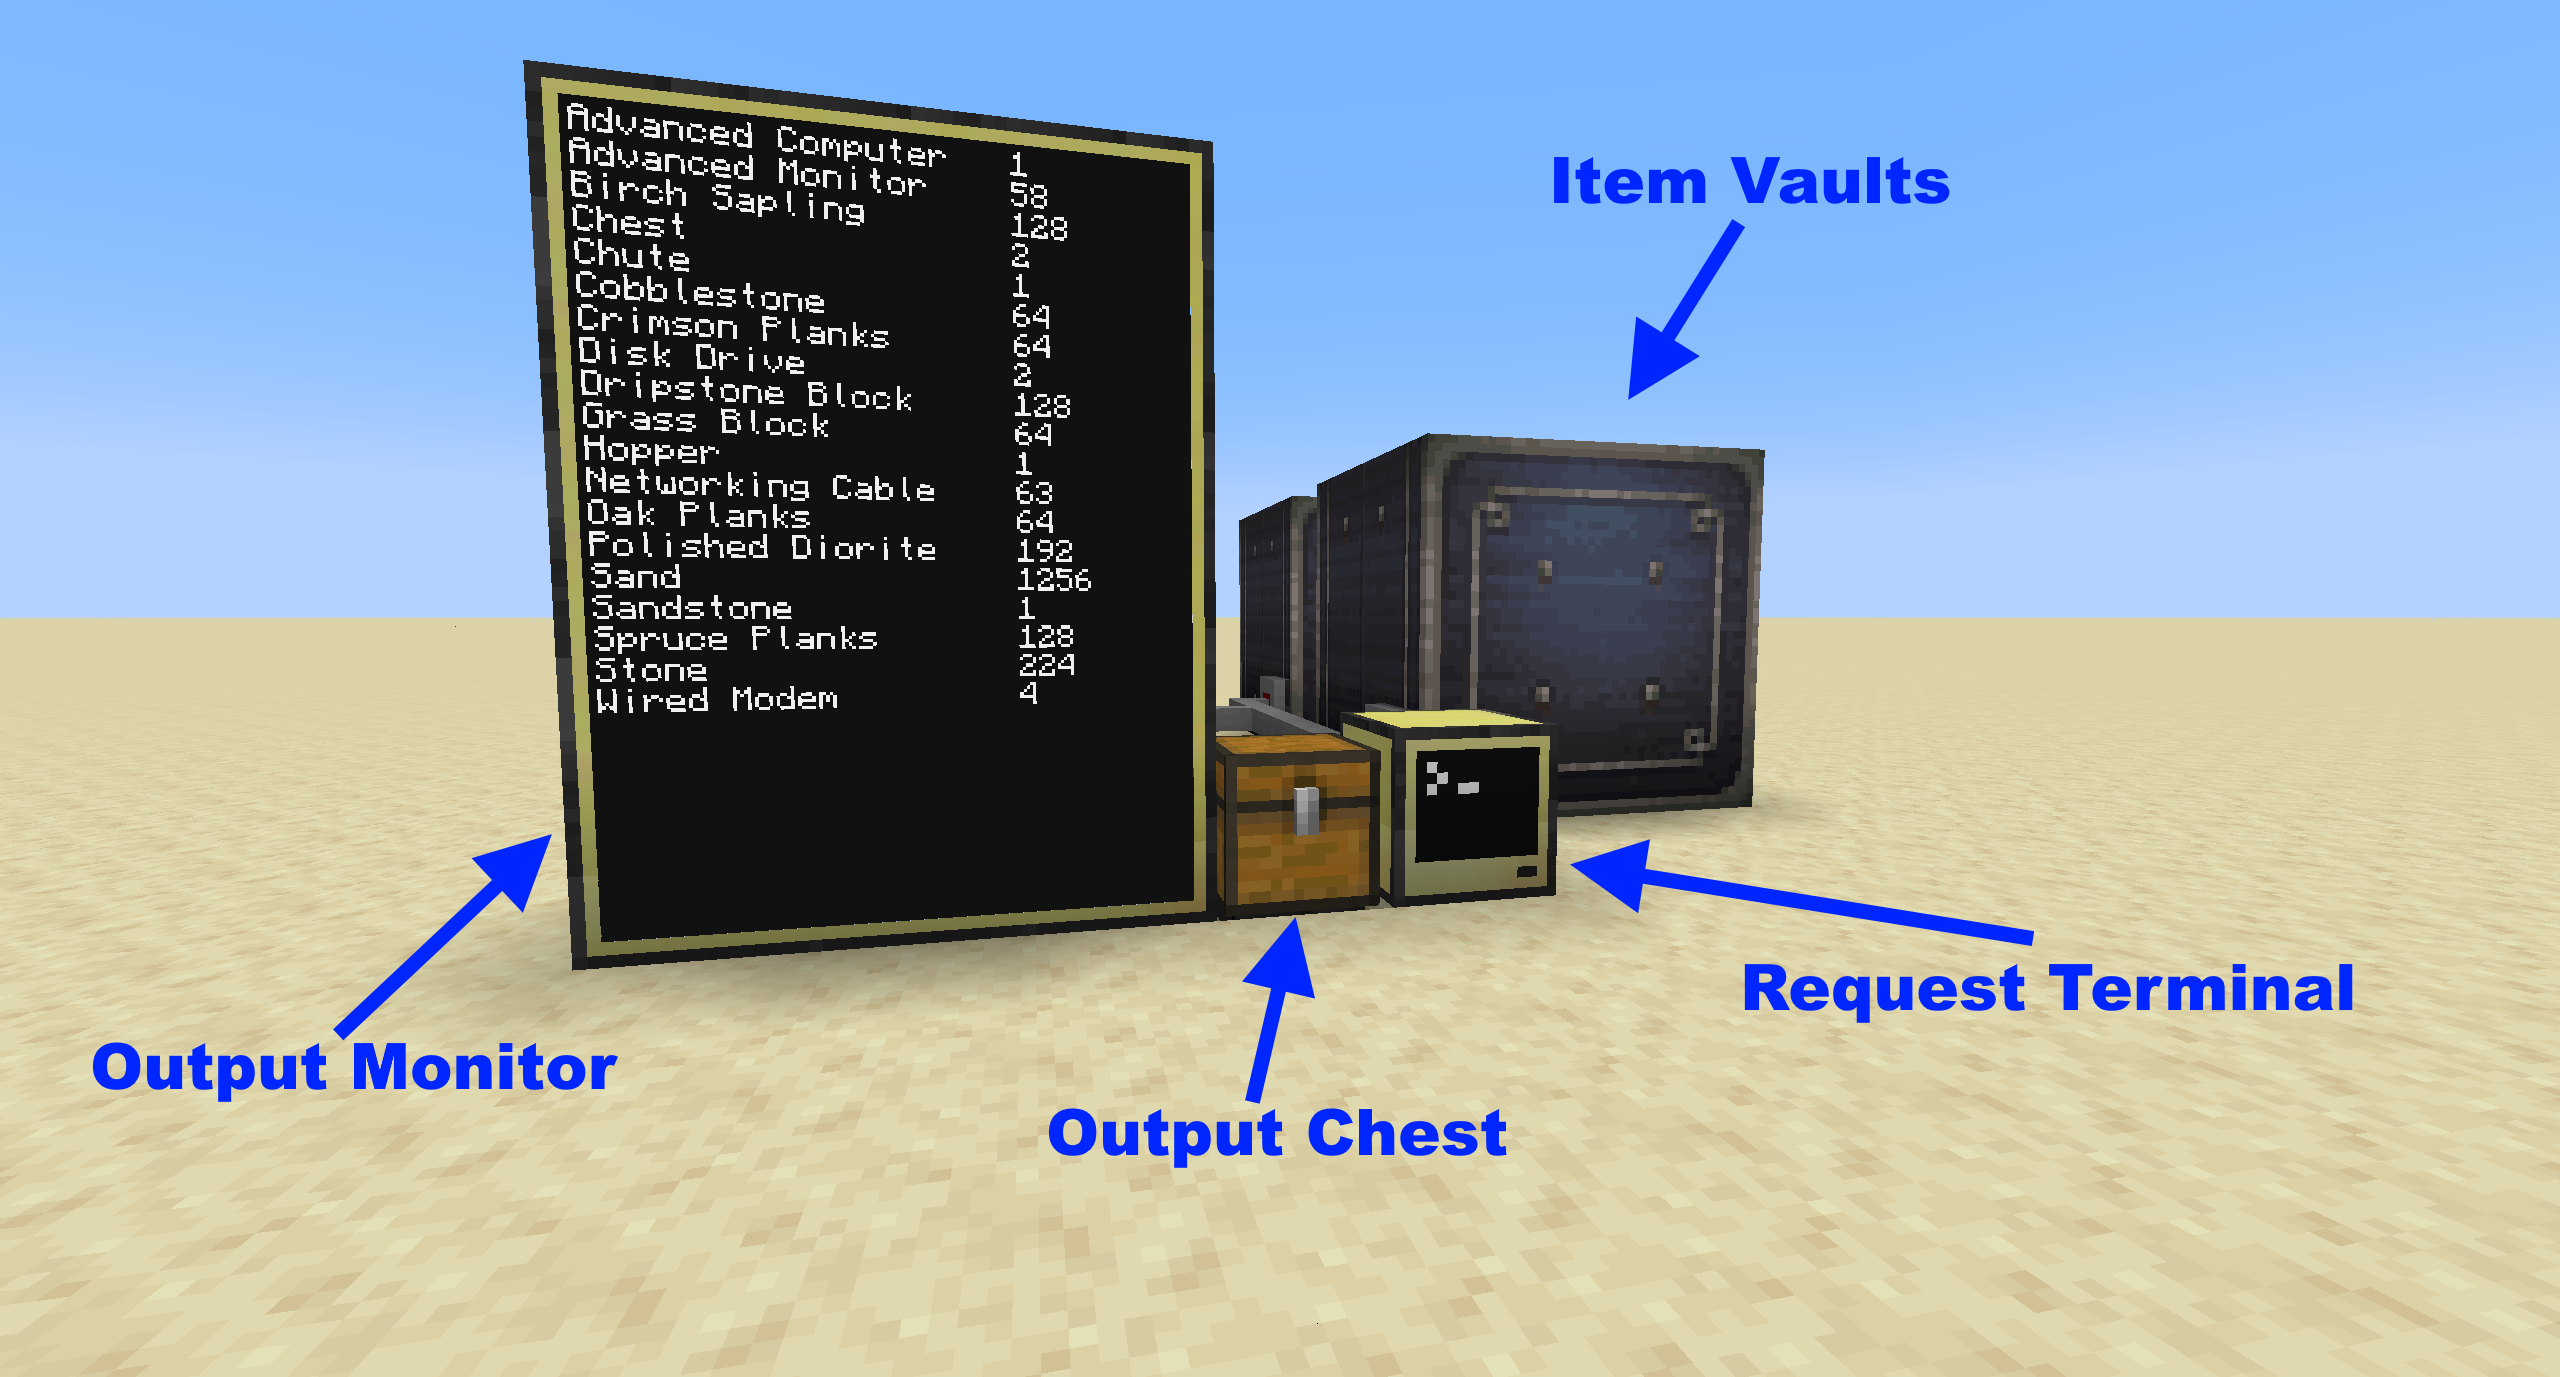 Advanced Computer 1
Advanced Monitor 58
Birch Sapling 128
Chest 2
Chute 1
Cobblestone 64
Crimson Planks 64
Disk Drive 2
Dripstone Block 128
Grass Block 64
Hopper 1
Networking Cable 63
Oak Planks 64
Polished Diorite 192
Sand 1256
Sandstone 1
Spruce Planks 128
Stone 224
Wired Modem 4
Item Vaults
>_
Request Terminal
Output Monitor
Output Chest